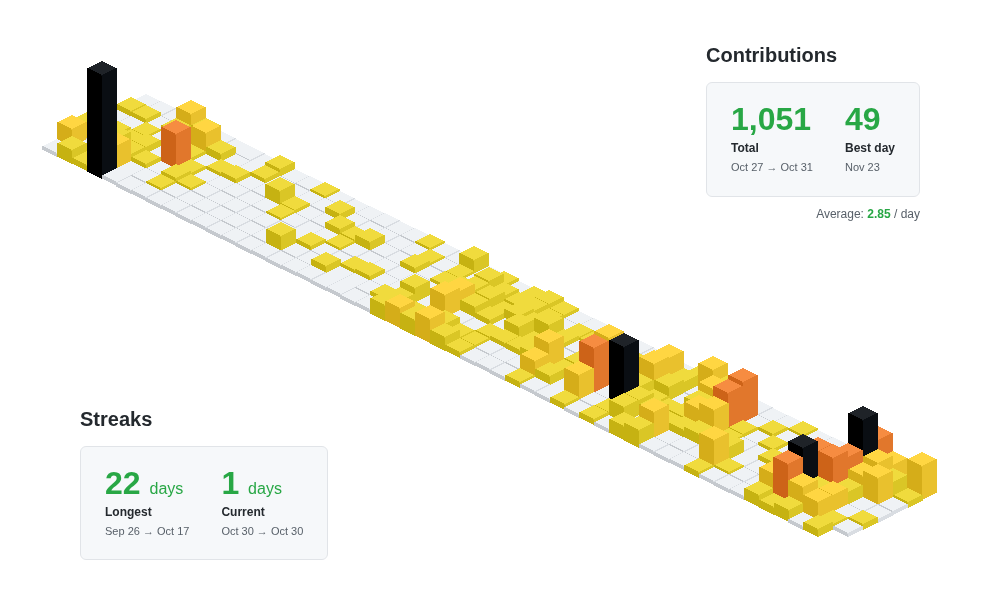 Contributions
1,051 49
Total Best day
Oct 27 → Oct 31 Nov 23
Average: 2.85 / day
Streaks
22 days 1 days
Longest Current
Sep 26 → Oct 17 Oct 30 → Oct 30